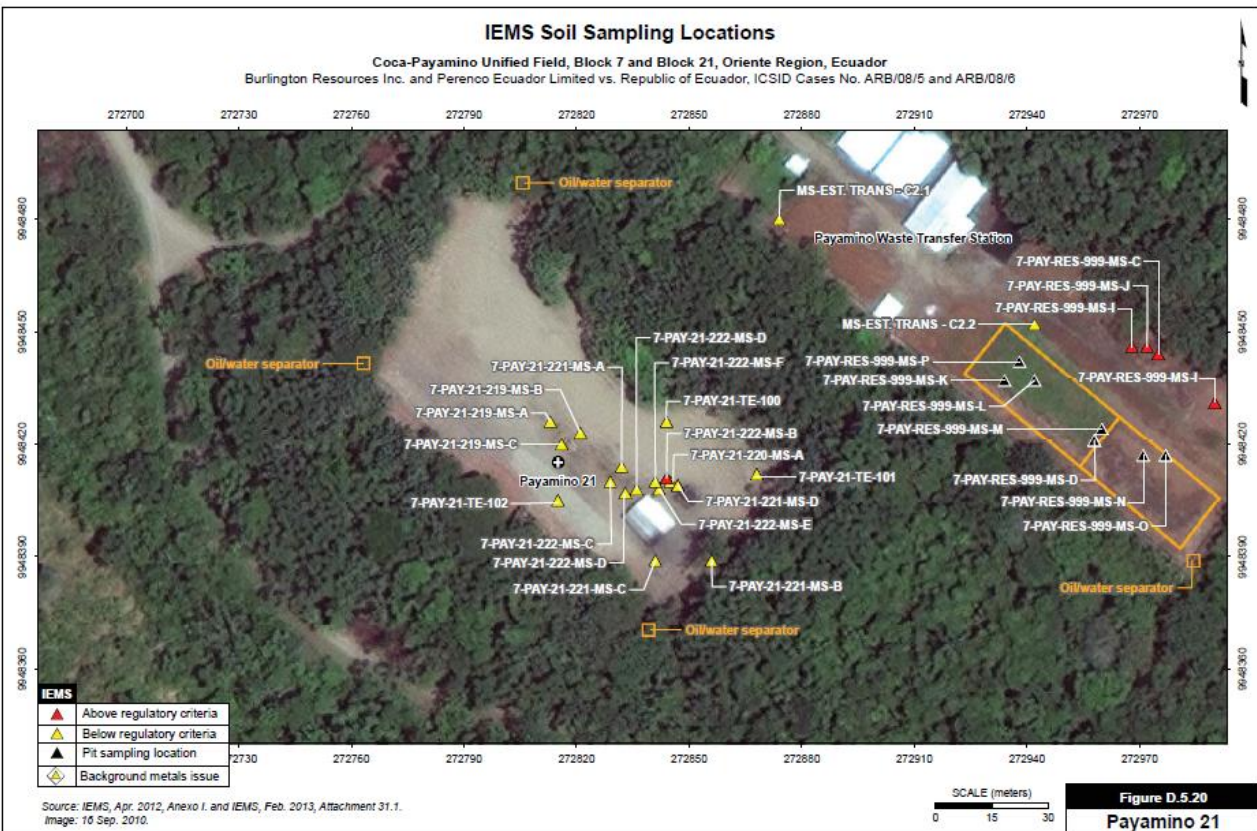 IEMS Soil Sampling Locations
Coca-Payamino Unified Field, Block 7 and Block 21, Oriente Region, Ecuador
Burlington Resources Inc. and Perenco Ecuador Limited vs. Republic of Ecuador, ICSID Cases No. ARB/08/5 and ARB/08/6
272700 272730 272760 272790 272820 272850 272880 272910 272940 272970
Oil/water separator
MS-EST. TRANS - C2.1
9948480 9948480
Payamino Waste Transfer Station
7-PAY-RES-999-MS-C
7-PAY-RES-999-MS-J
7-PAY-RES-999-MS-I
MS-EST. TRANS - C2.2
9948450 9948450
7-PAY-21-222-MS-D
Oil/water separator
7-PAY-21-221-MS-A
7-PAY-21-222-MS-F
7-PAY-RES-999-MS-P
7-PAY-RES-999-MS-K
7-PAY-RES-999-MS-I
7-PAY-21-219-MS-B
7-PAY-21-TE-100
7-PAY-RES-999-MS-L
7-PAY-21-219-MS-A
7-PAY-RES-999-MS-M
7-PAY-21-222-MS-B
7-PAY-21-219-MS-C
9948420 9948420
7-PAY-21-220-MS-A
Payamino 21
7-PAY-21-TE-101
7-PAY-RES-999-MS-D
7-PAY-21-TE-102
7-PAY-21-221-MS-D
7-PAY-RES-999-MS-N
7-PAY-21-222-MS-E
7-PAY-RES-999-MS-O
7-PAY-21-222-MS-C
7-PAY-21-222-MS-D
9948390 9948390
7-PAY-21-221-MS-C
7-PAY-21-221-MS-B
Oil/water separator
Oil/water separator
9948360 9948360
IEMS
Above regulatory criteria
Below regulatory criteria
Pit sampling location
Background metals issue
272730 272760 272790 272820 272850 272880 272910 272940 272970
Source: IEMS, Apr. 2012, Anexo I. and IEMS, Feb. 2013, Attachment 31.1.
Image: 16 Sep. 2010.
SCALE (meters)
0 15 30
Figure D.5.20
Payamino 21